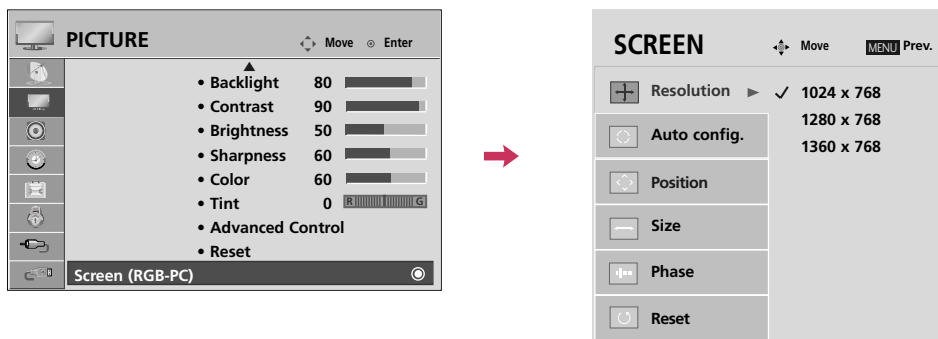 PICTURE
Move Enter
• Backlight 80
• Contrast 90
• Brightness 50
• Sharpness 60
• Color 60
• Tint 0 R G
• Advanced Control
• Reset
Screen (RGB-PC)
SCREEN
Move MENU Prev.
Resolution ► ✓ 1024 x 768
1280 x 768
Auto config.
1360 x 768
Position
Size
Phase
Reset